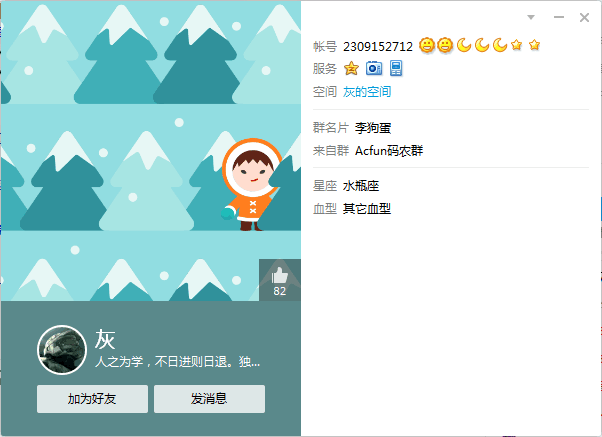 帐号 2309152712
服务
空间 灰的空间
群名片 李狗蛋
来自群 Acfun码农群
星座 水瓶座
血型 其它血型
82
灰
人之为学，不日进则日退。独...
加为好友 发消息